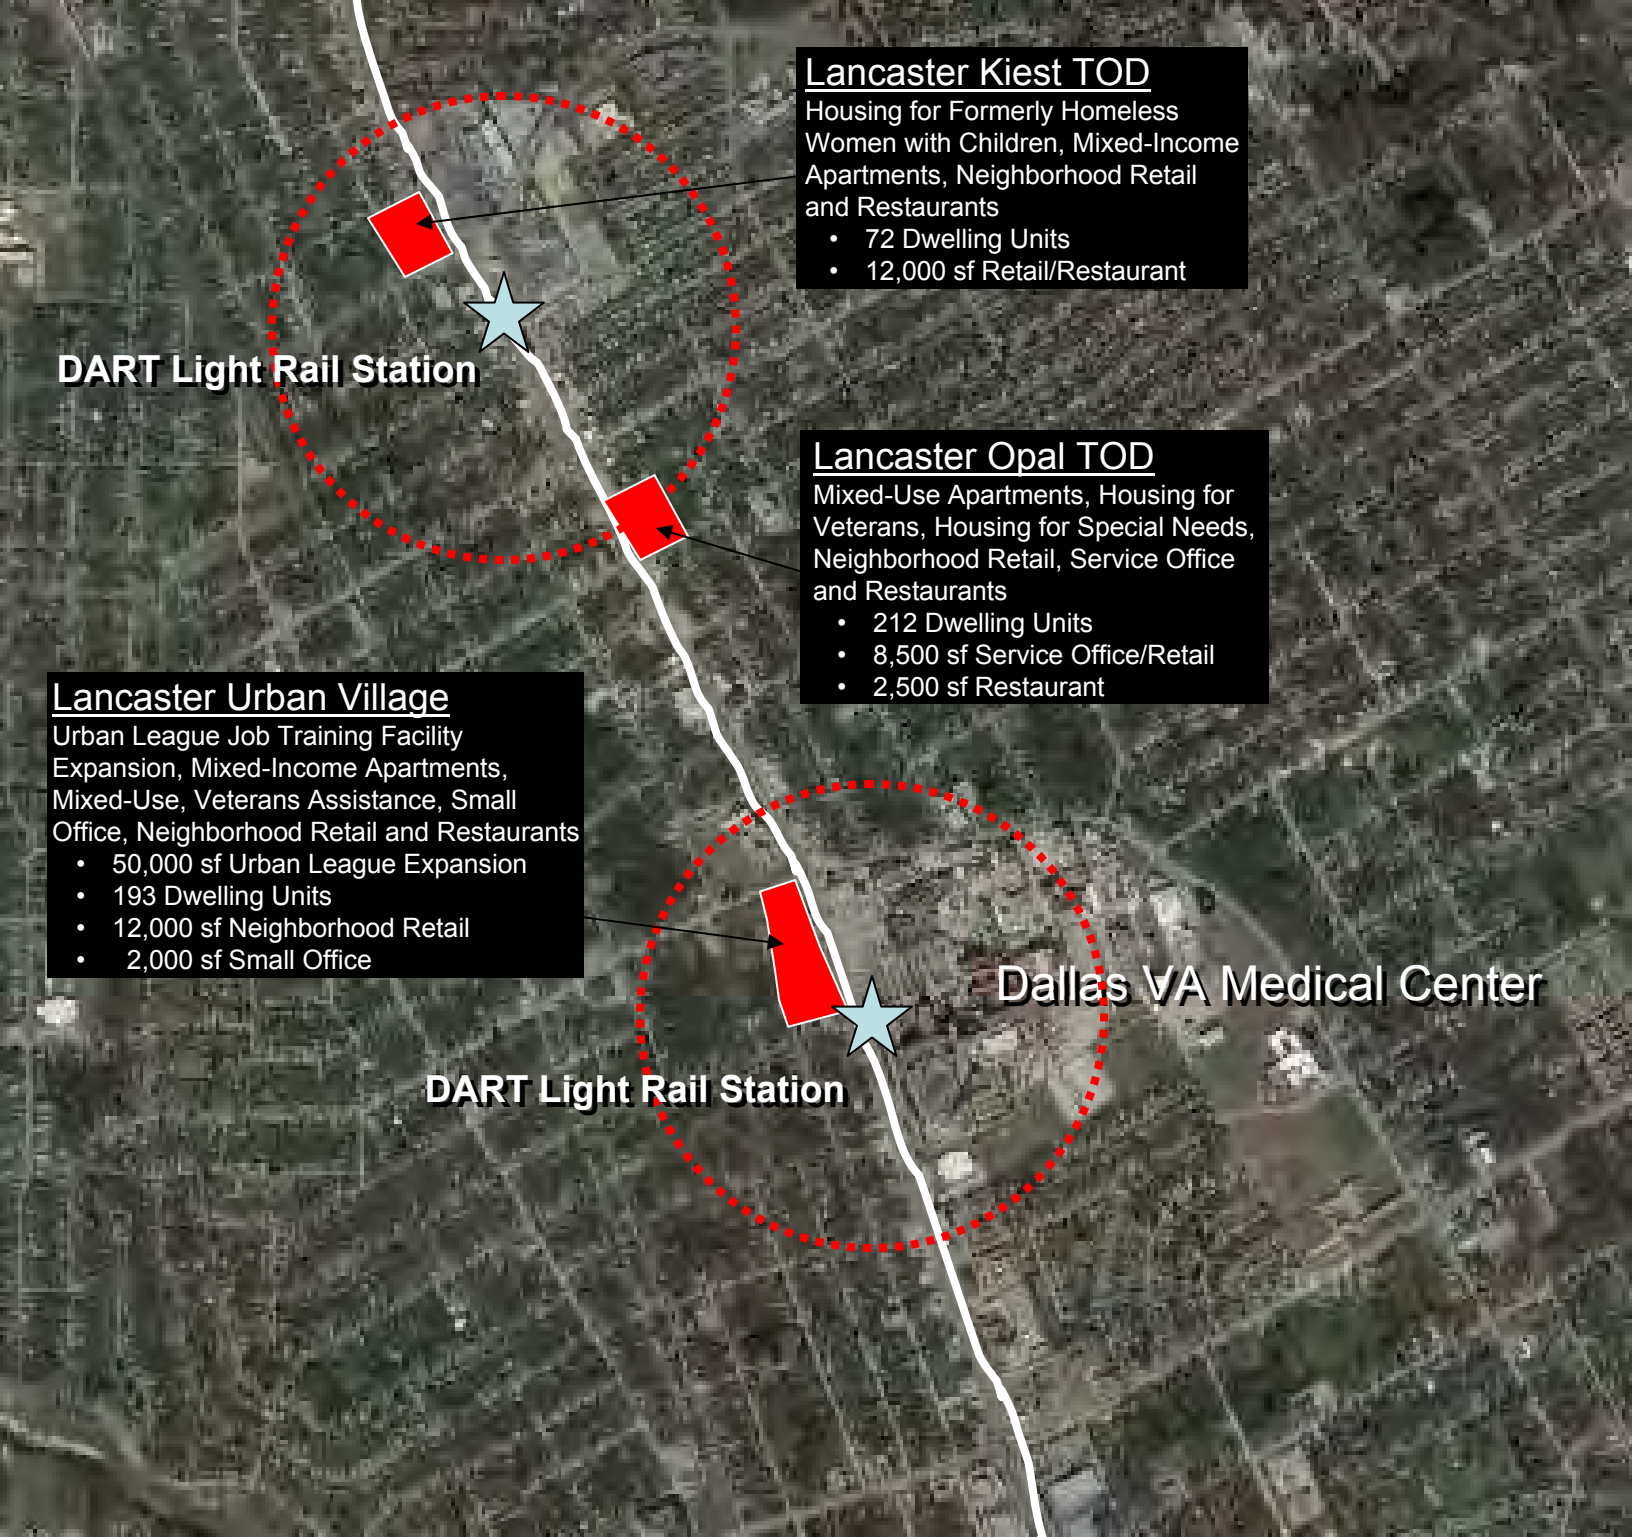 Lancaster Kiest TOD
Housing for Formerly Homeless
Women with Children, Mixed-Income
Apartments, Neighborhood Retail
and Restaurants
• 72 Dwelling Units
• 12,000 sf Retail/Restaurant
DART Light Rail Station
Lancaster Opal TOD
Mixed-Use Apartments, Housing for
Veterans, Housing for Special Needs,
Neighborhood Retail, Service Office
and Restaurants
• 212 Dwelling Units
• 8,500 sf Service Office/Retail
• 2,500 sf Restaurant
Lancaster Urban Village
Urban League Job Training Facility
Expansion, Mixed-Income Apartments,
Mixed-Use, Veterans Assistance, Small
Office, Neighborhood Retail and Restaurants
• 50,000 sf Urban League Expansion
• 193 Dwelling Units
• 12,000 sf Neighborhood Retail
• 2,000 sf Small Office
Dallas VA Medical Center
DART Light Rail Station